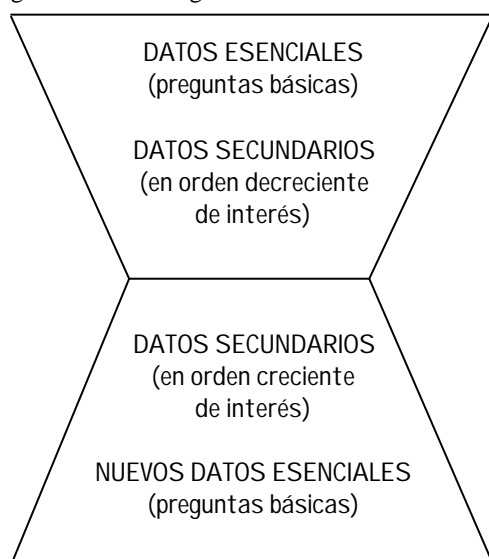 DATOS ESENCIALES
(preguntas básicas)
DATOS SECUNDARIOS
(en orden decreciente
de interés)
DATOS SECUNDARIOS
(en orden creciente
de interés)
NUEVOS DATOS ESENCIALES
(preguntas básicas)